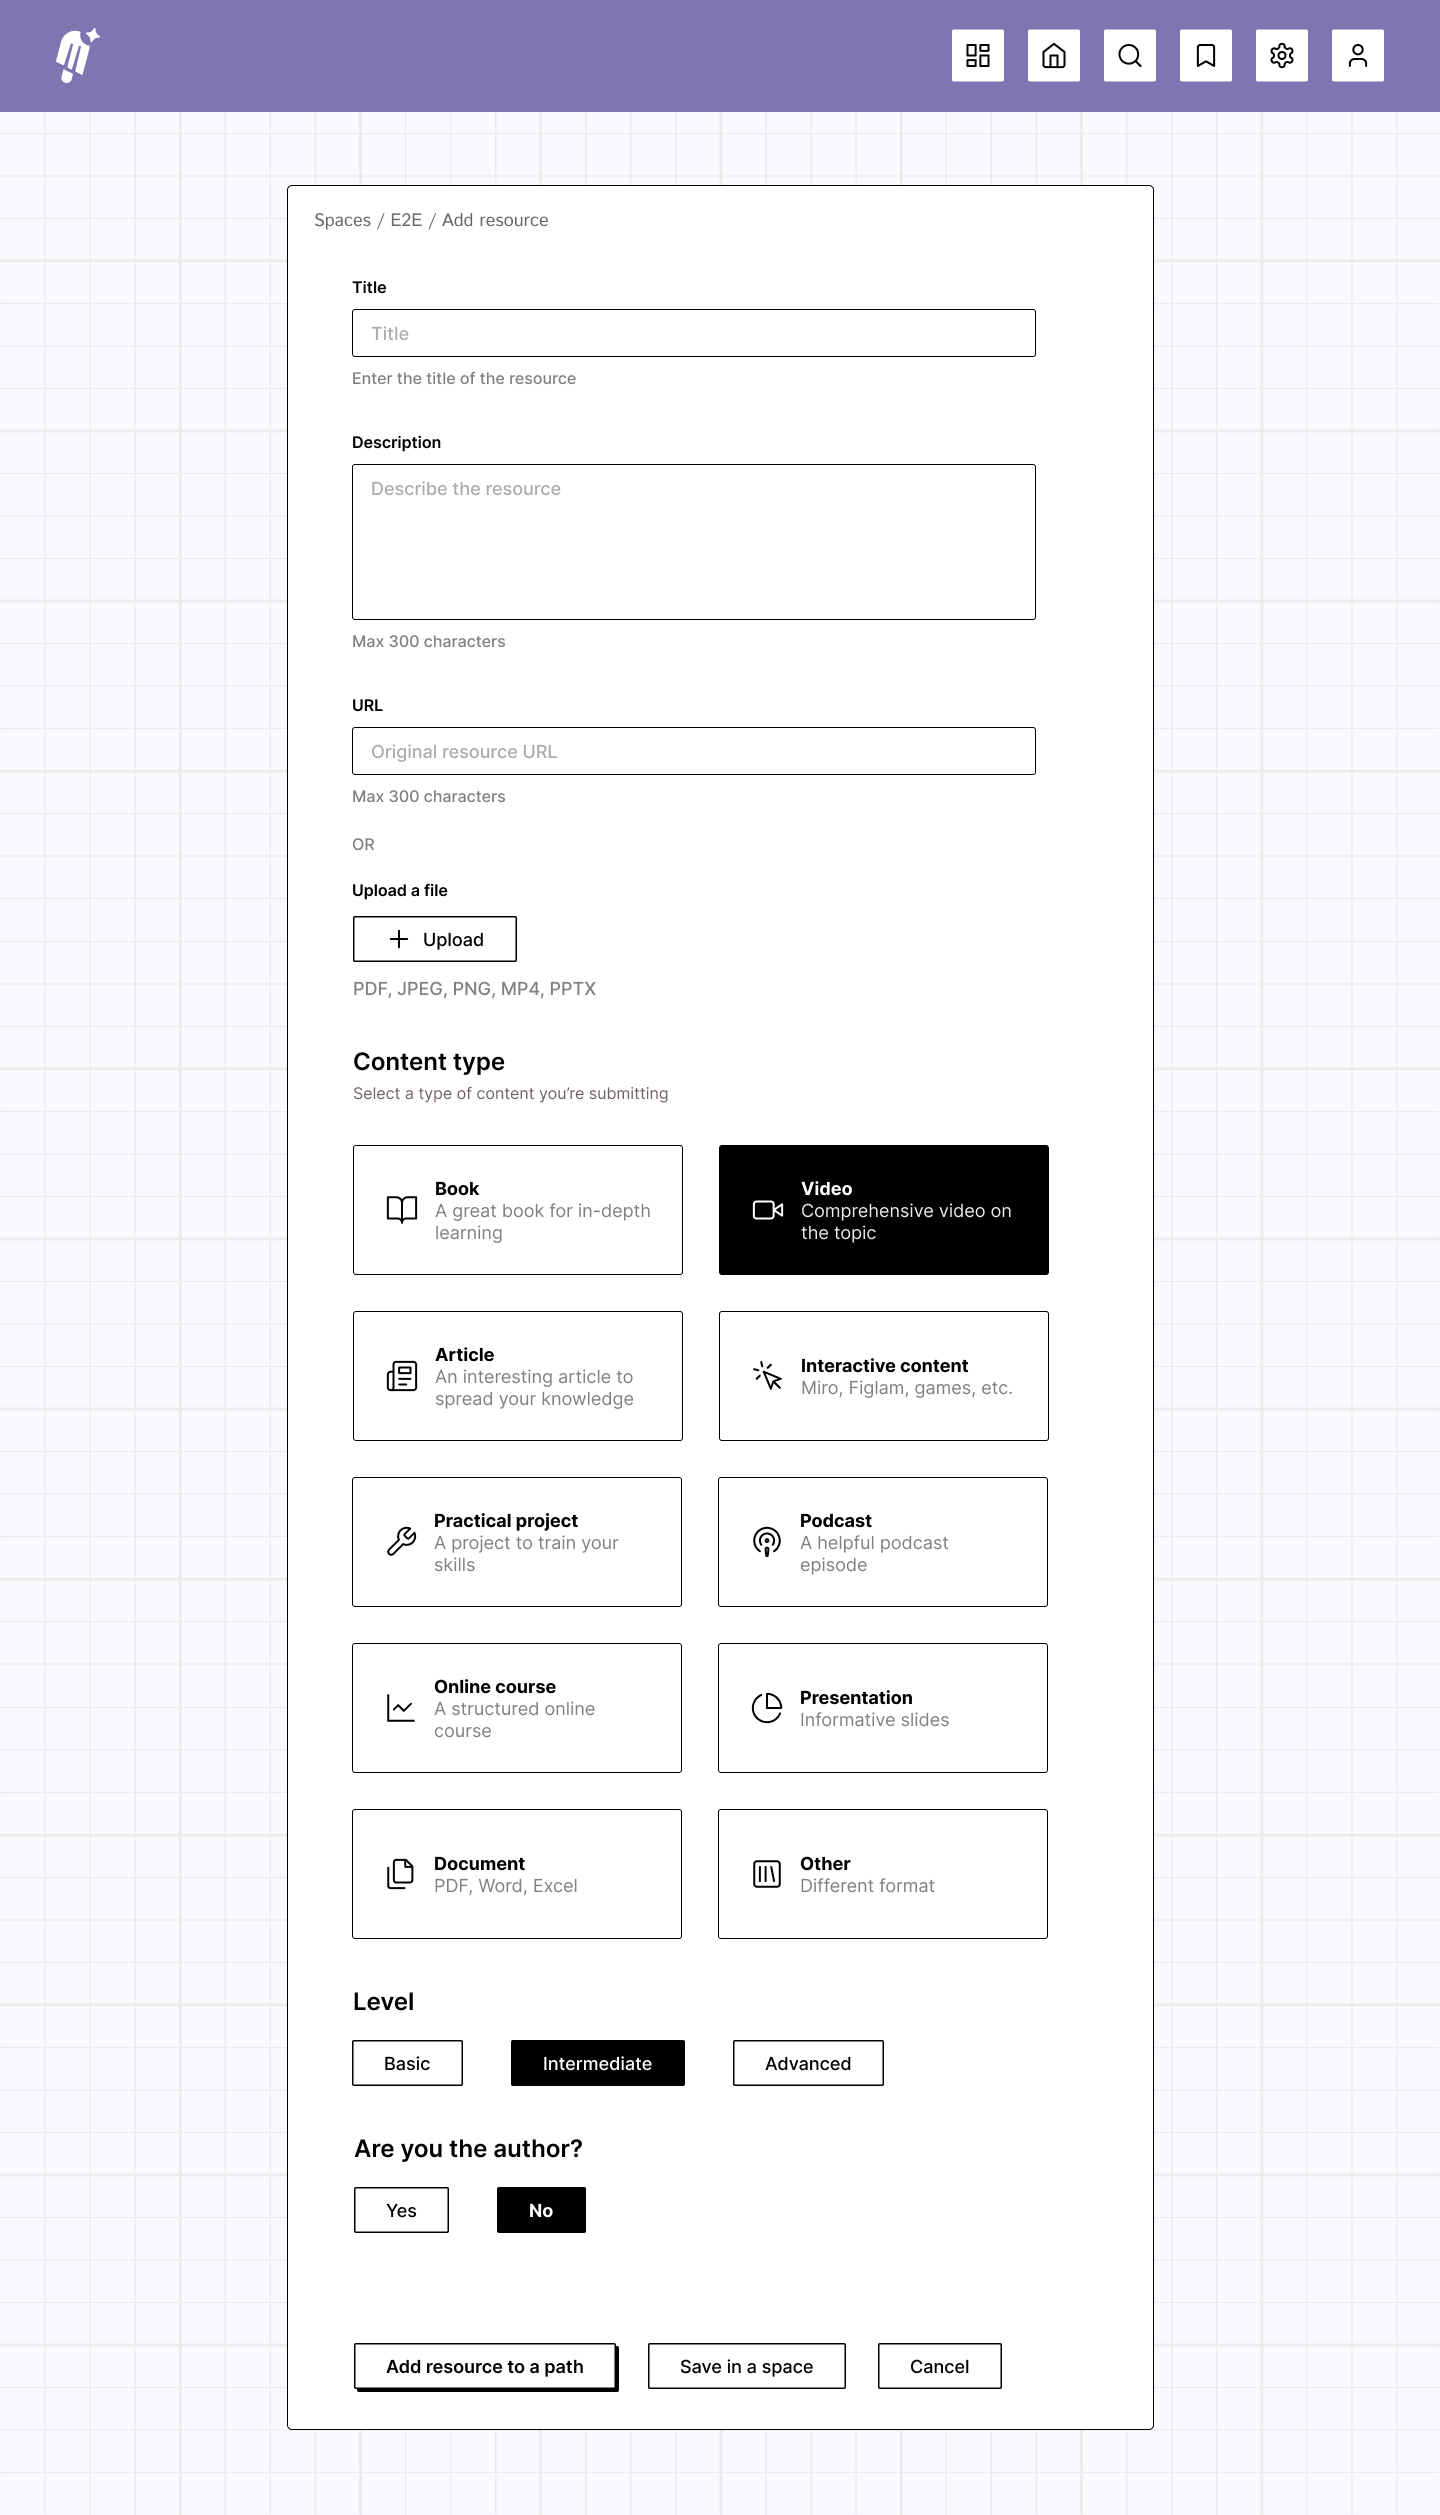 Spaces / E2E / Add resource
Title
Title
Enter the title of the resource
Description
Describe the resource
Max 300 characters
URL
Original resource URL
Max 300 characters
OR
Upload a file
Upload
PDF, JPEG, PNG, MP4, PPTX
Content type
Select a type of content you're submitting
Book
A great book for in-depth
learning
Video
Comprehensive video on
the topic
Article
An interesting article to
spread your knowledge
Interactive content
Miro, Figlam, games, etc.
Practical project
A project to train your
skills
Podcast
A helpful podcast
episode
Online course
A structured online
course
Presentation
Informative slides
Document
PDF, Word, Excel
Other
Different format
Level
Basic
Intermediate
Advanced
Are you the author?
Yes
No
Add resource to a path
Save in a space
Cancel